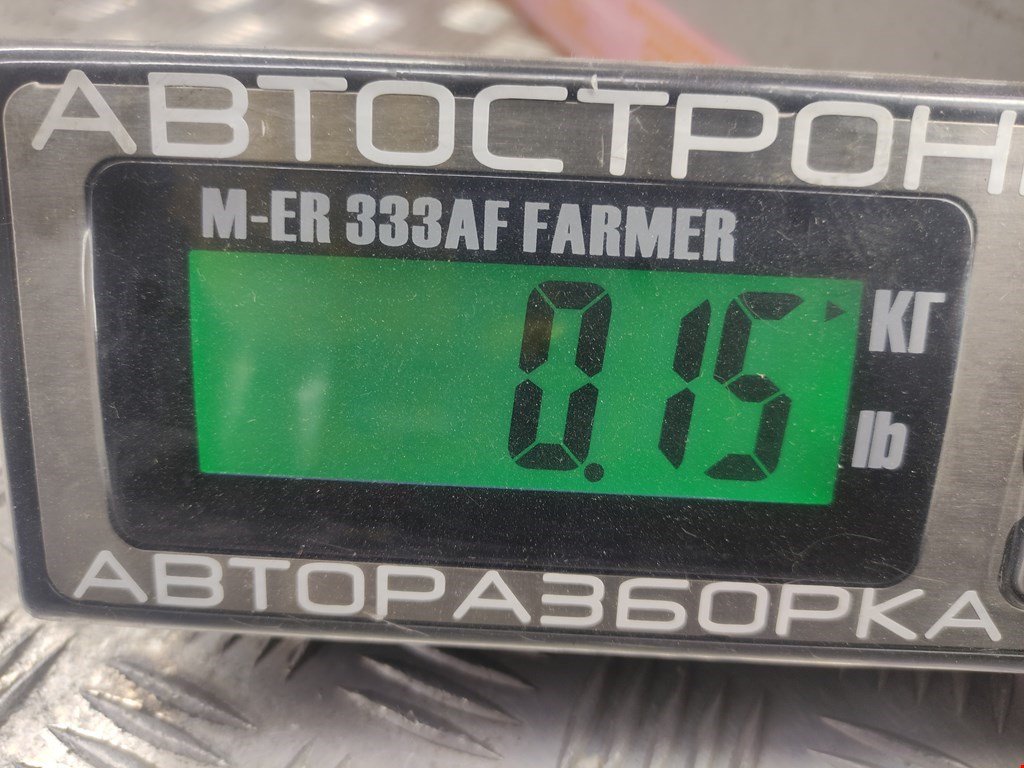 АВТОСТРОН
M-ER 333AF FARMER
0.15
КГ
lb
АВТОРАЗБОРКА